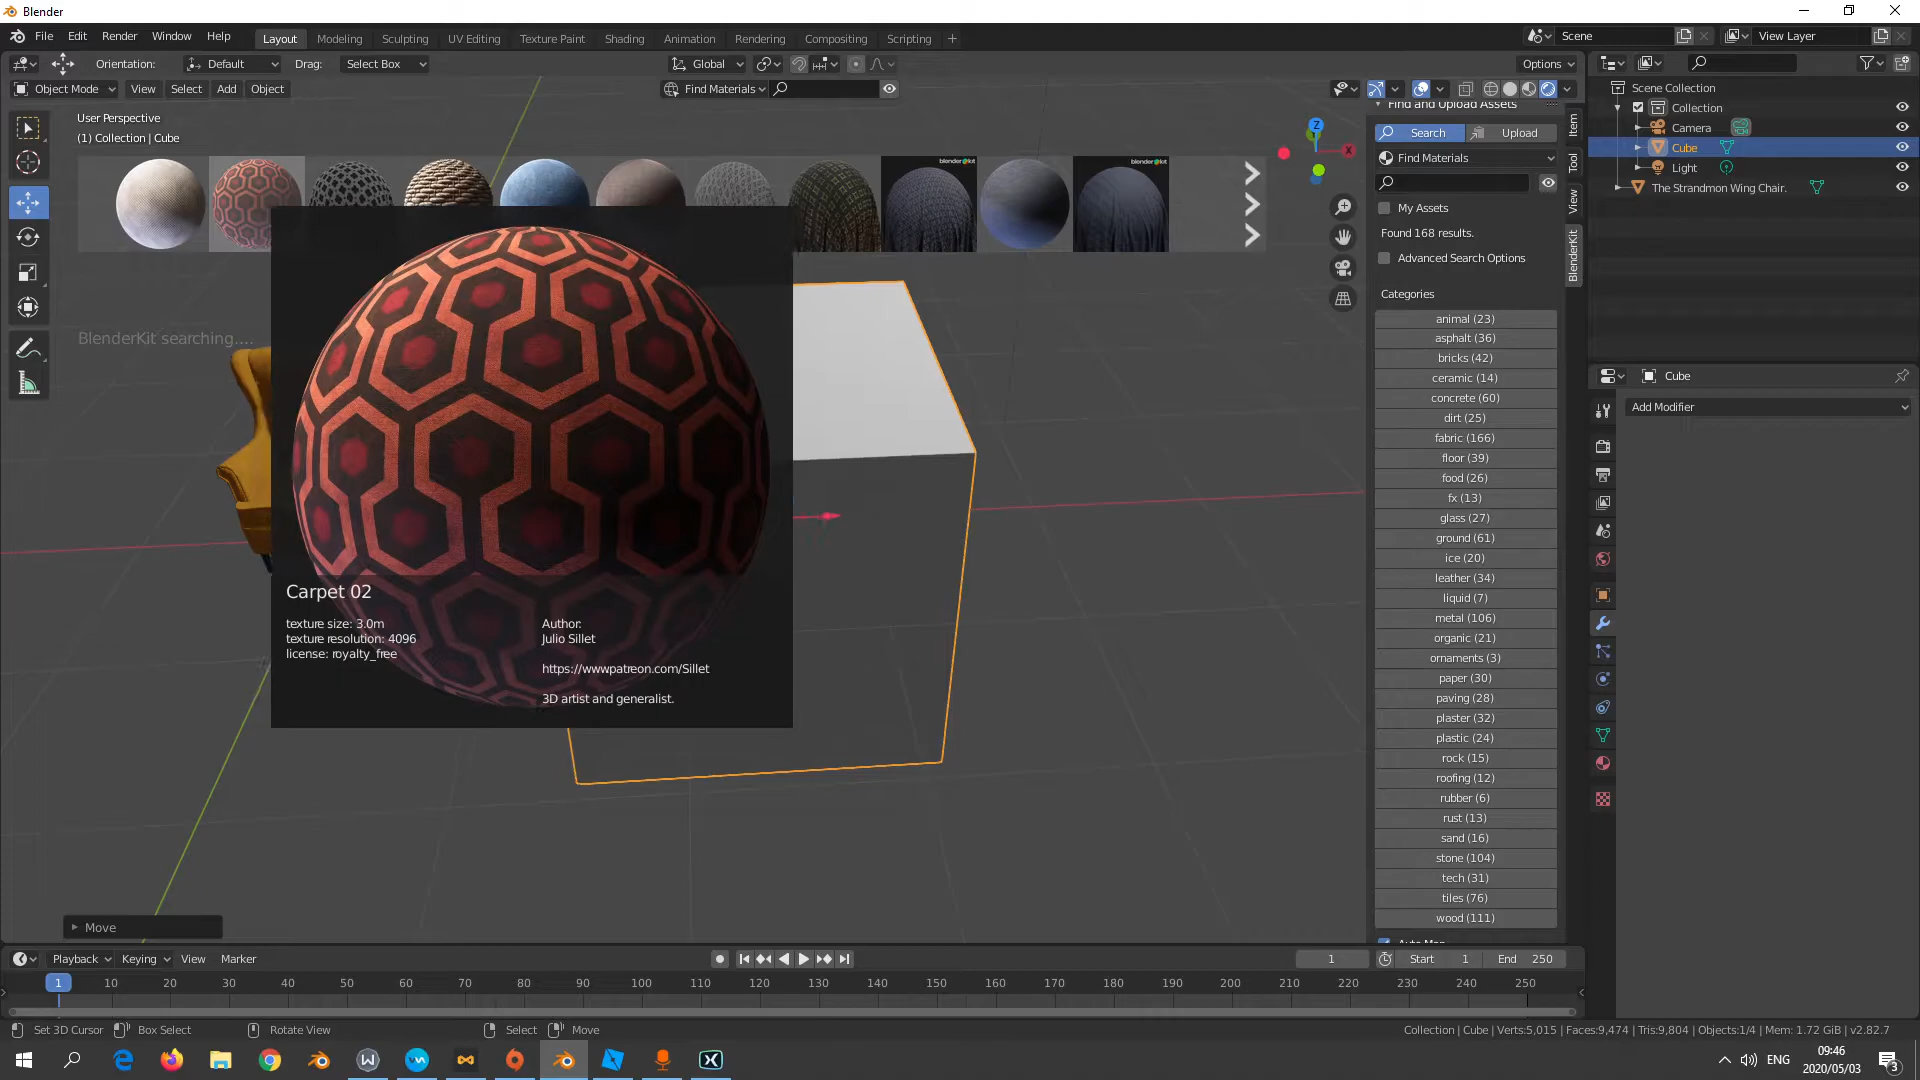 Blender
File Edit Render Window Help
Layout Modeling Sculpting UV Editing Texture Paint Shading Animation Rendering Compositing Scripting +
Scene
View Layer
Orientation: Default Drag: Select Box
Global
Options
Object Mode View Select Add Object
Find Materials
User Perspective
(1) Collection | Cube
BlenderKit searching....
Z
X
Carpet 02
texture size: 3.0m
texture resolution: 4096
license: royalty_free
Author:
Julio Sillet
https://www.patreon.com/Sillet
3D artist and generalist.
Move
Find and Upload Assets
Search Upload
Find Materials
My Assets
Found 168 results.
Advanced Search Options
Categories
animal (23)
asphalt (36)
bricks (42)
ceramic (14)
concrete (60)
dirt (25)
fabric (166)
floor (39)
food (26)
fx (13)
glass (27)
ground (61)
ice (20)
leather (34)
liquid (7)
metal (106)
organic (21)
ornaments (3)
paper (30)
paving (28)
plaster (32)
plastic (24)
rock (15)
roofing (12)
rubber (6)
rust (13)
sand (16)
stone (104)
tech (31)
tiles (76)
wood (111)
Item
Tool
View
BlenderKit
Scene Collection
Collection
Camera
Cube
Light
The Strandmon Wing Chair.
Cube
Add Modifier
Playback Keying View Marker
1 Start 1 End 250
1 10 20 30 40 50 60 70 80 90 100 110 120 130 140 150 160 170 180 190 200 210 220 230 240 250
Set 3D Cursor Box Select Rotate View Select Move
Collection | Cube | Verts:5,015 | Faces:9,474 | Tris:9,804 | Objects:1/4 | Mem: 1.72 GiB | v2.82.7
ENG
09:46
2020/05/03
3